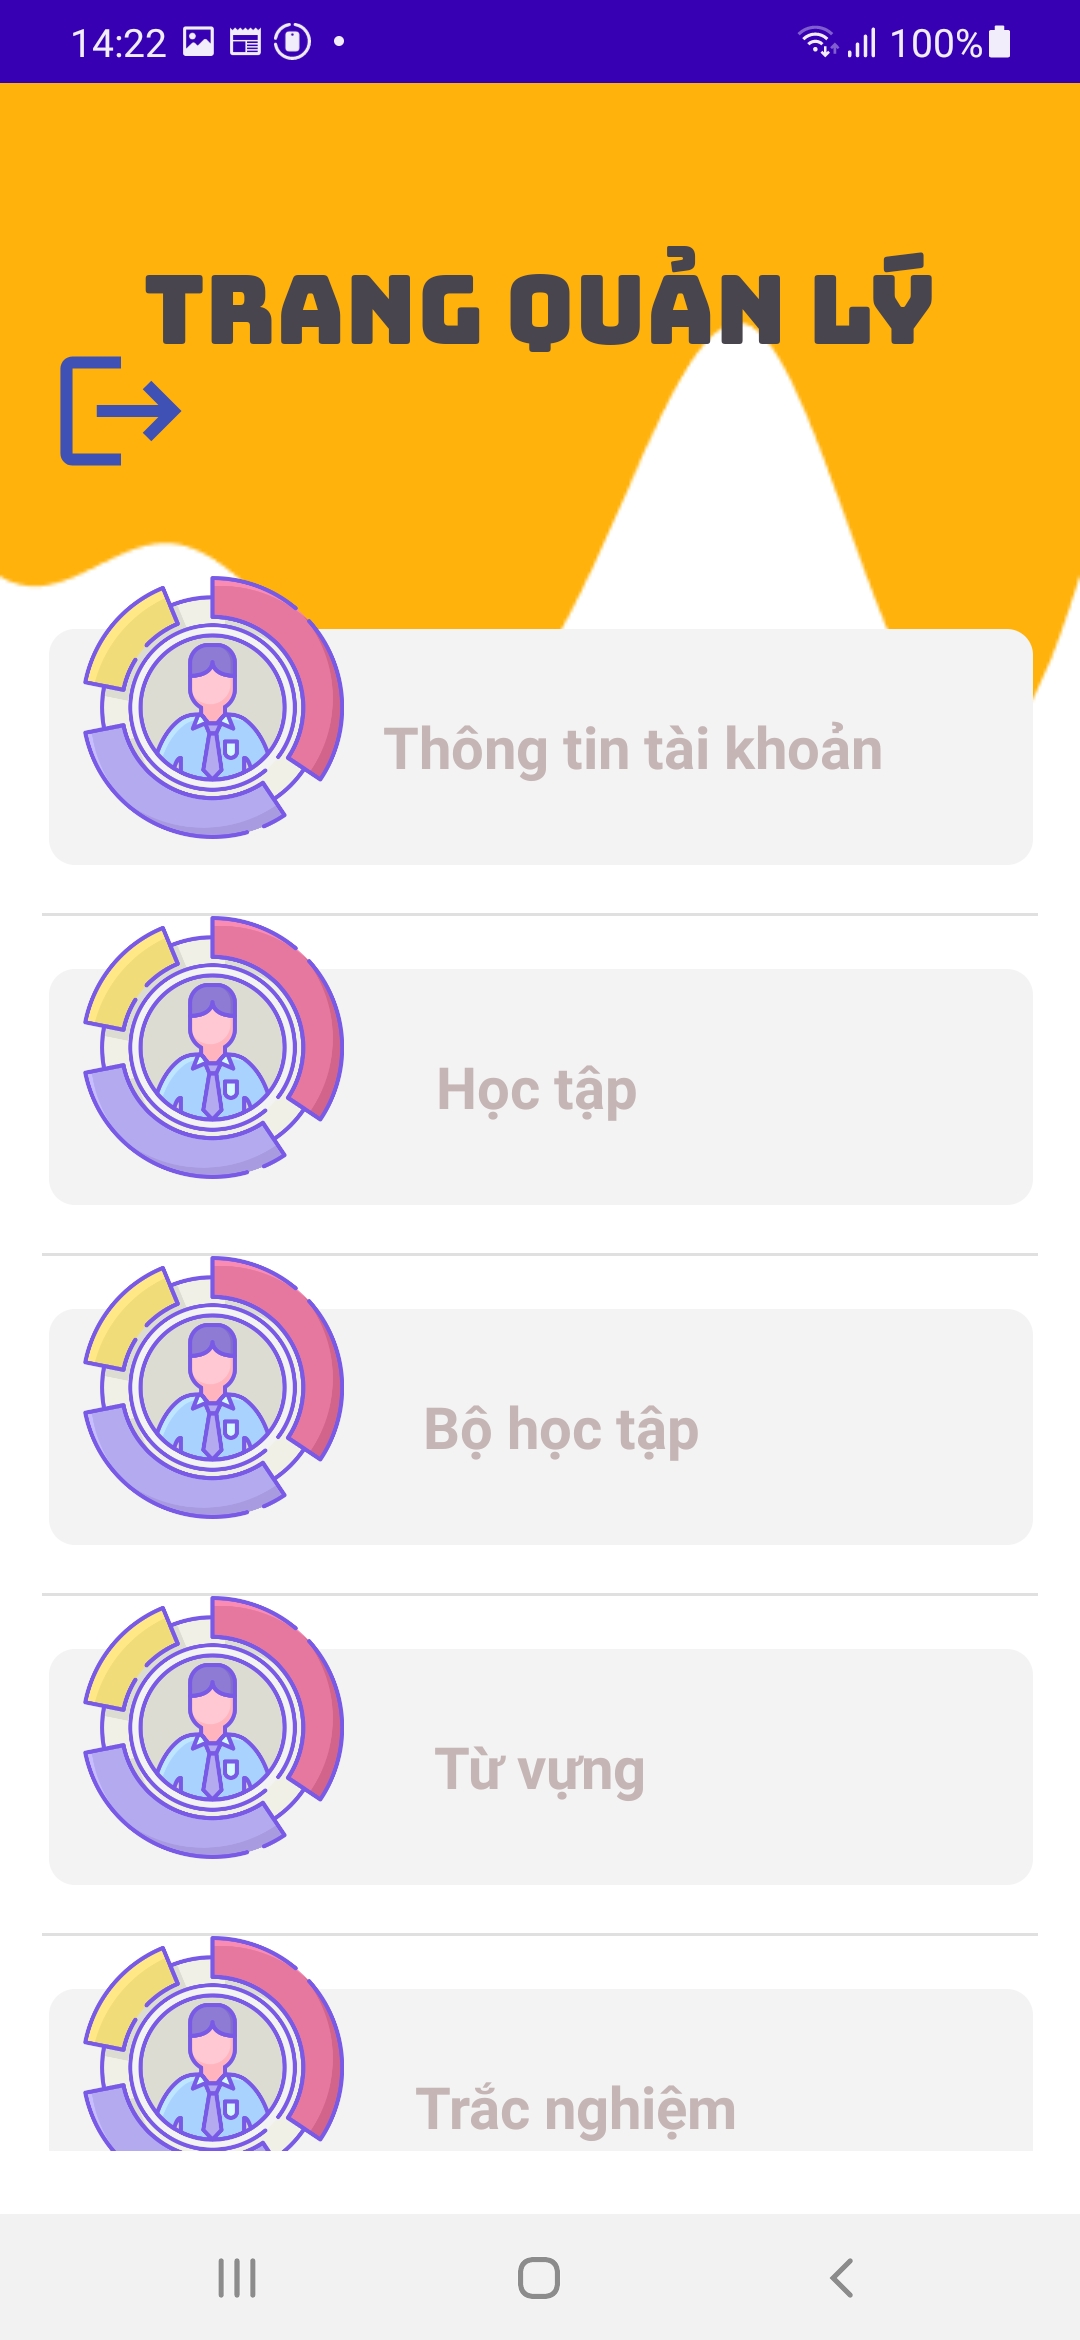 14:22
100%
TRANG QUẢN LÝ
Thông tin tài khoản
Học tập
Bộ học tập
Từ vựng
Trắc nghiệm